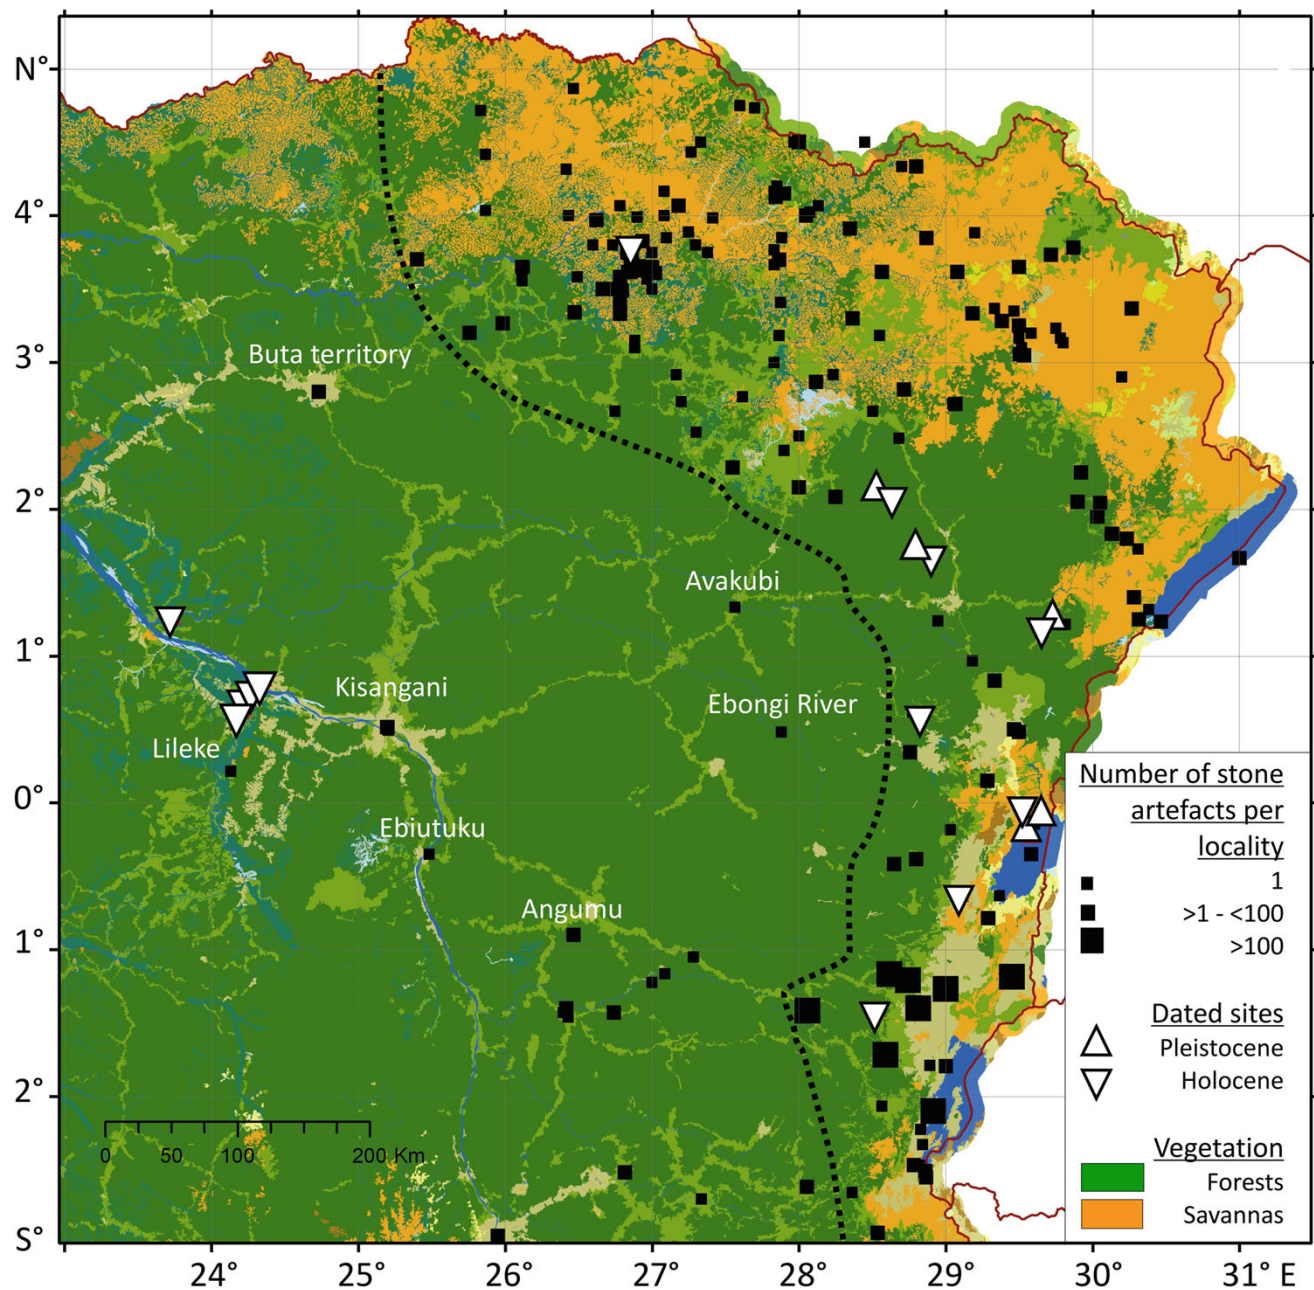 N°
4°
3°
2°
1°
0°
1°
2°
S°
24°
25°
26°
27°
28°
29°
30°
31° E
Buta territory
Avakubi
Kisangani
Ebongi River
Lileke
Ebiutuku
Angumu
0
50
100
200 Km
Number of stone
artefacts per
locality
1
>1 - <100
>100
Dated sites
Pleistocene
Holocene
Vegetation
Forests
Savannas